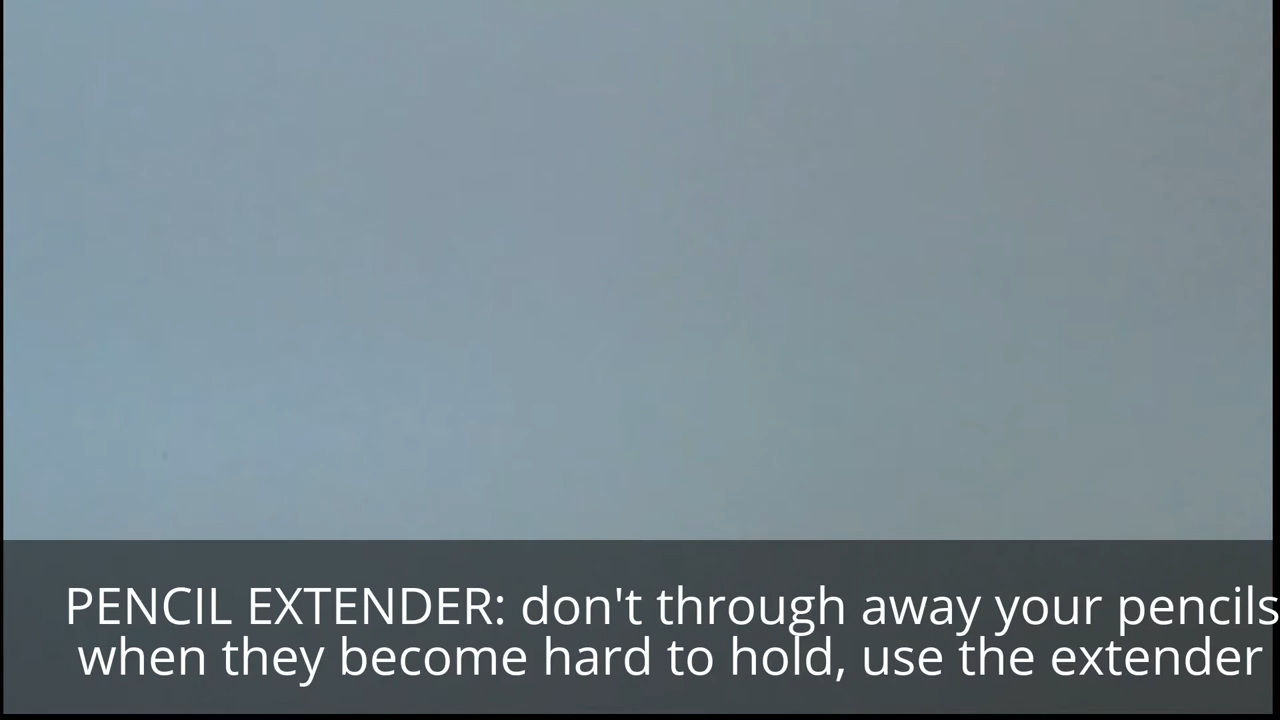 PENCIL EXTENDER: don't through away your pencils
when they become hard to hold, use the extender